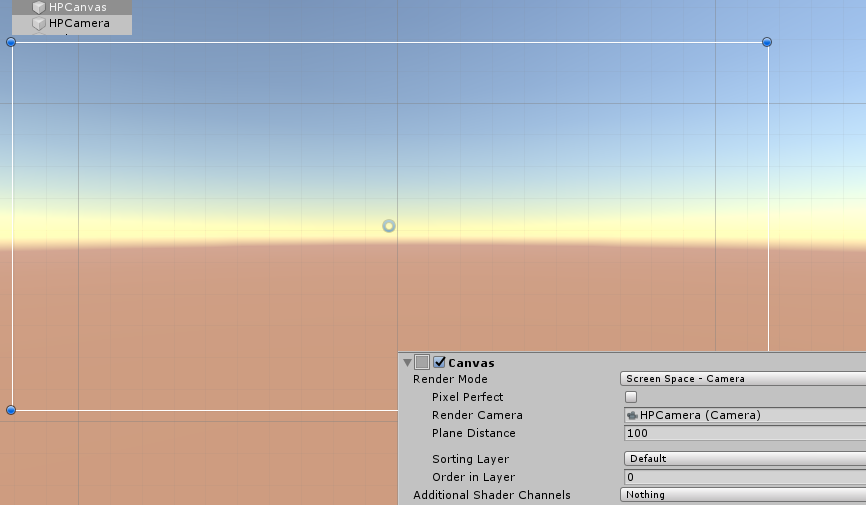 HPCanvas
HPCamera
Canvas
Render Mode Screen Space - Camera
Pixel Perfect
Render Camera HPCamera (Camera)
Plane Distance 100
Sorting Layer Default
Order in Layer 0
Additional Shader Channels Nothing